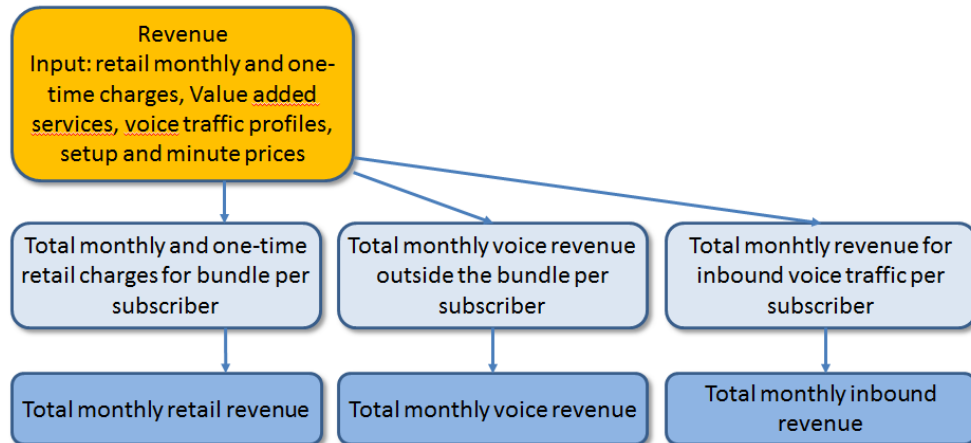 Revenue
Input: retail monthly and one-
time charges, Value added
services, voice traffic profiles,
setup and minute prices
Total monthly and one-time
retail charges for bundle per
subscriber
Total monthly voice revenue
outside the bundle per
subscriber
Total monhtly revenue for
inbound voice traffic per
subscriber
Total monthly retail revenue
Total monthly voice revenue
Total monthly inbound
revenue